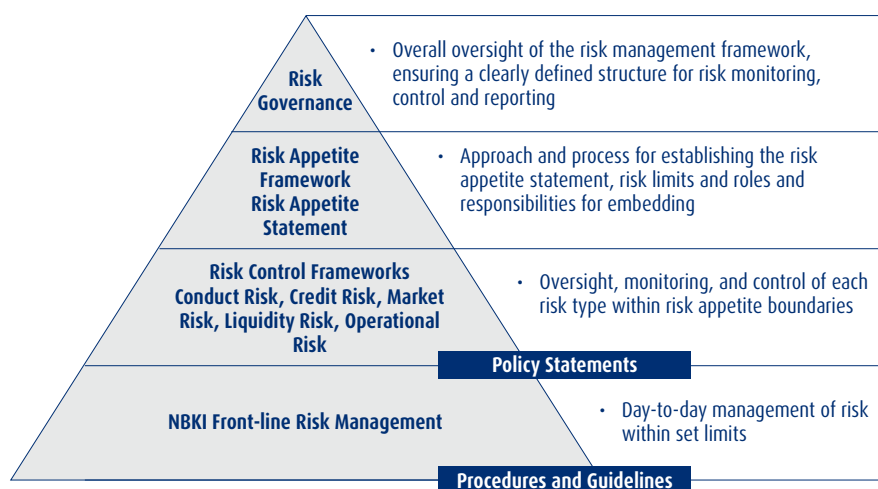 Risk
Governance
• Overall oversight of the risk management framework,
ensuring a clearly defined structure for risk monitoring,
control and reporting
Risk Appetite
Framework
Risk Appetite
Statement
• Approach and process for establishing the risk
appetite statement, risk limits and roles and
responsibilities for embedding
Risk Control Frameworks
Conduct Risk, Credit Risk, Market
Risk, Liquidity Risk, Operational
Risk
• Oversight, monitoring, and control of each
risk type within risk appetite boundaries
Policy Statements
NBKI Front-line Risk Management
• Day-to-day management of risk
within set limits
Procedures and Guidelines